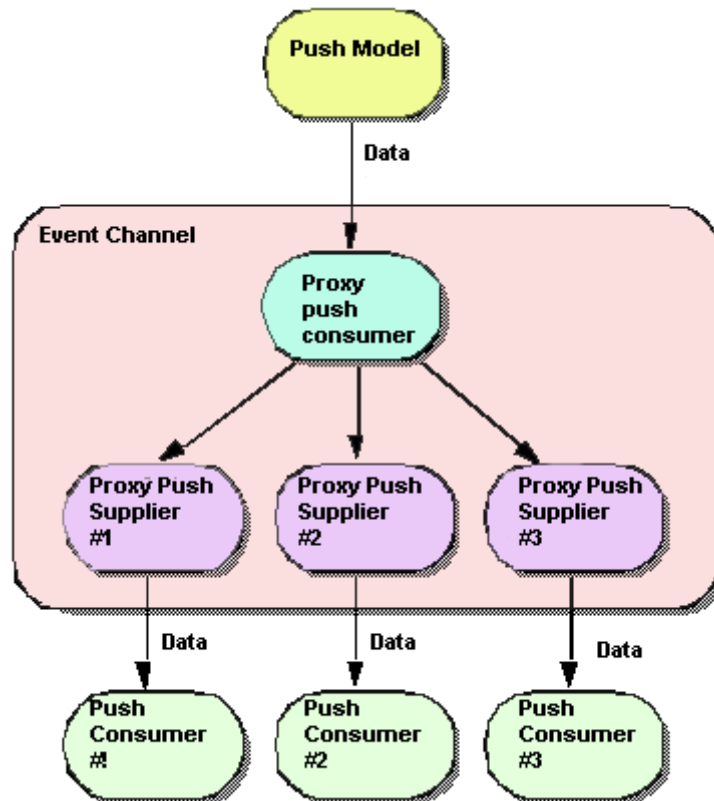 Push Model
Data
Event Channel
Proxy
push
consumer
Proxy Push
Supplier
#1
Proxy Push
Supplier
#2
Proxy Push
Supplier
#3
Data
Data
Data
Push
Consumer
#!
Push
Consumer
#2
Push
Consumer
#3